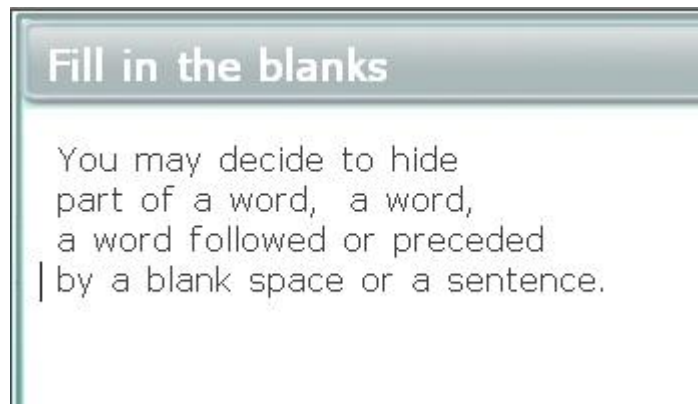 Fill in the blanks
You may decide to hide
part of a word,  a word,
a word followed or preceded
by a blank space or a sentence.